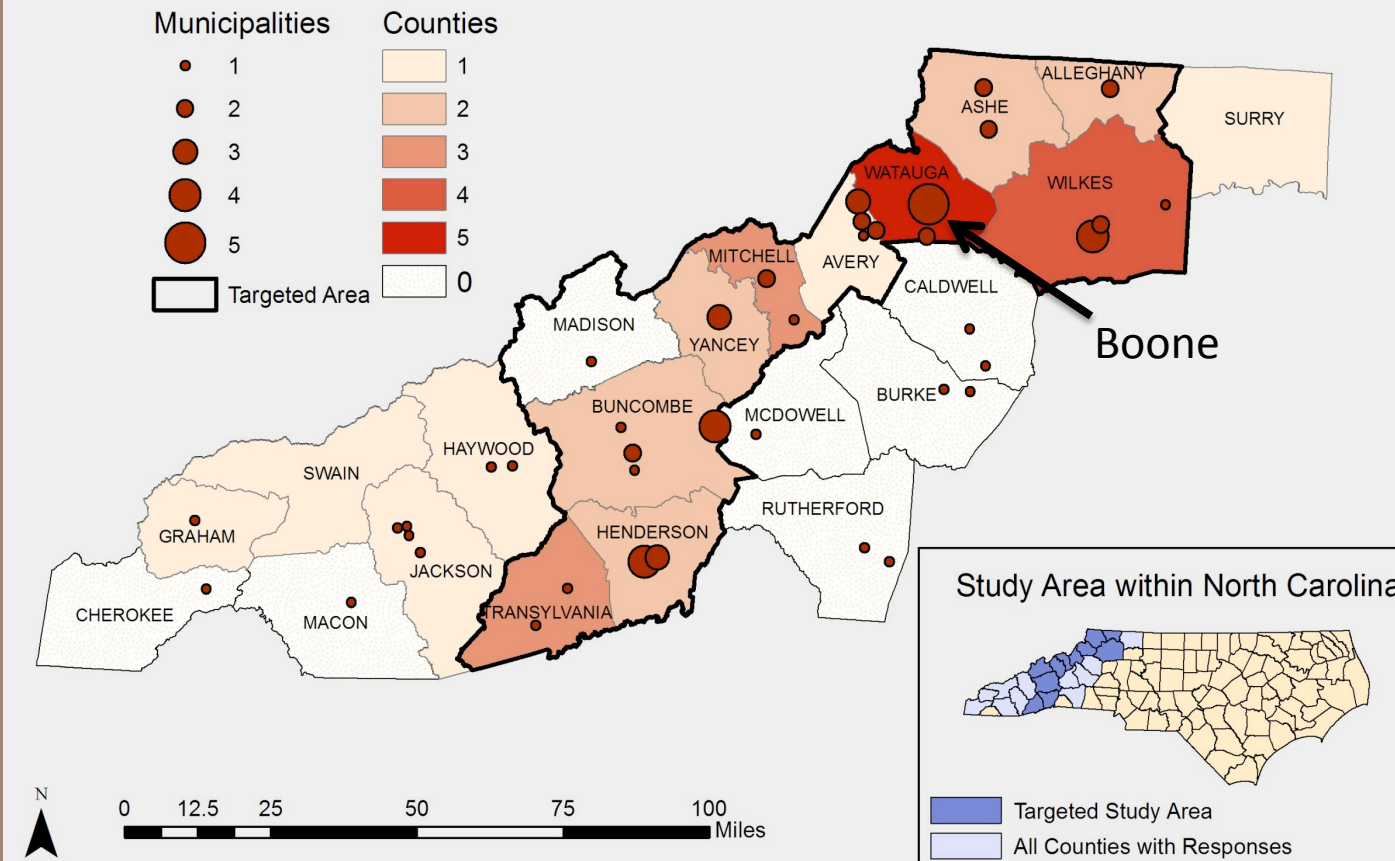 Municipalities
1
2
3
4
5
Targeted Area
Counties
1
2
3
4
5
0
ALLEGHANY
ASHE
SURRY
WATAUGA
WILKES
MITCHELL
AVERY
CALDWELL
MADISON
YANCEY
Boone
BUNCOMBE
MCDOWELL
BURKE
HAYWOOD
SWAIN
RUTHERFORD
GRAHAM
HENDERSON
JACKSON
CHEROKEE
MACON
TRANSYLVANIA
Study Area within North Carolina
Targeted Study Area
All Counties with Responses
N
0 12.5 25 50 75 100
Miles